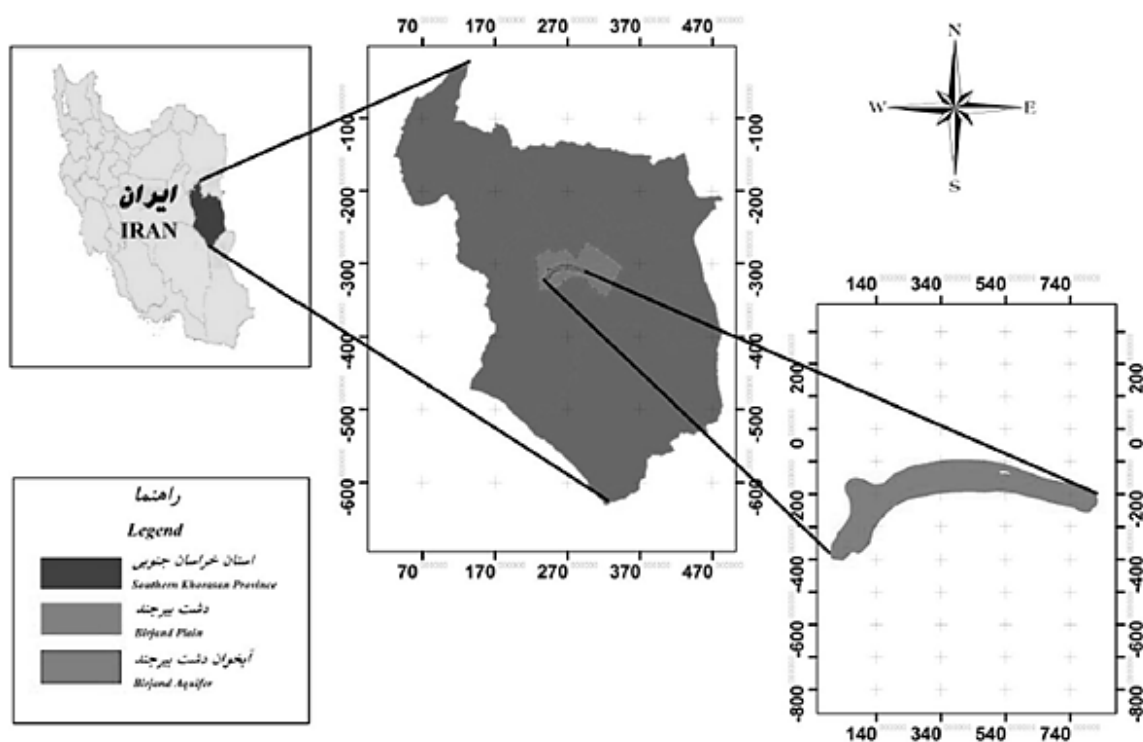 ایران
IRAN
راهنما
Legend
استان خراسان جنوبی
Southern Khorasan Province
دشت بیرجند
Birjand Plain
آبخوان دشت بیرجند
Birjand Aquifer
70 170 270 370 470
-100
-200
-300
-400
-500
-600
-100
-200
-300
-400
-500
-600
70 170 270 370 470
N
W E
S
140 340 540 740
200
0
-200
-400
-600
-800
200
0
-200
-400
-600
-800
140 340 540 740